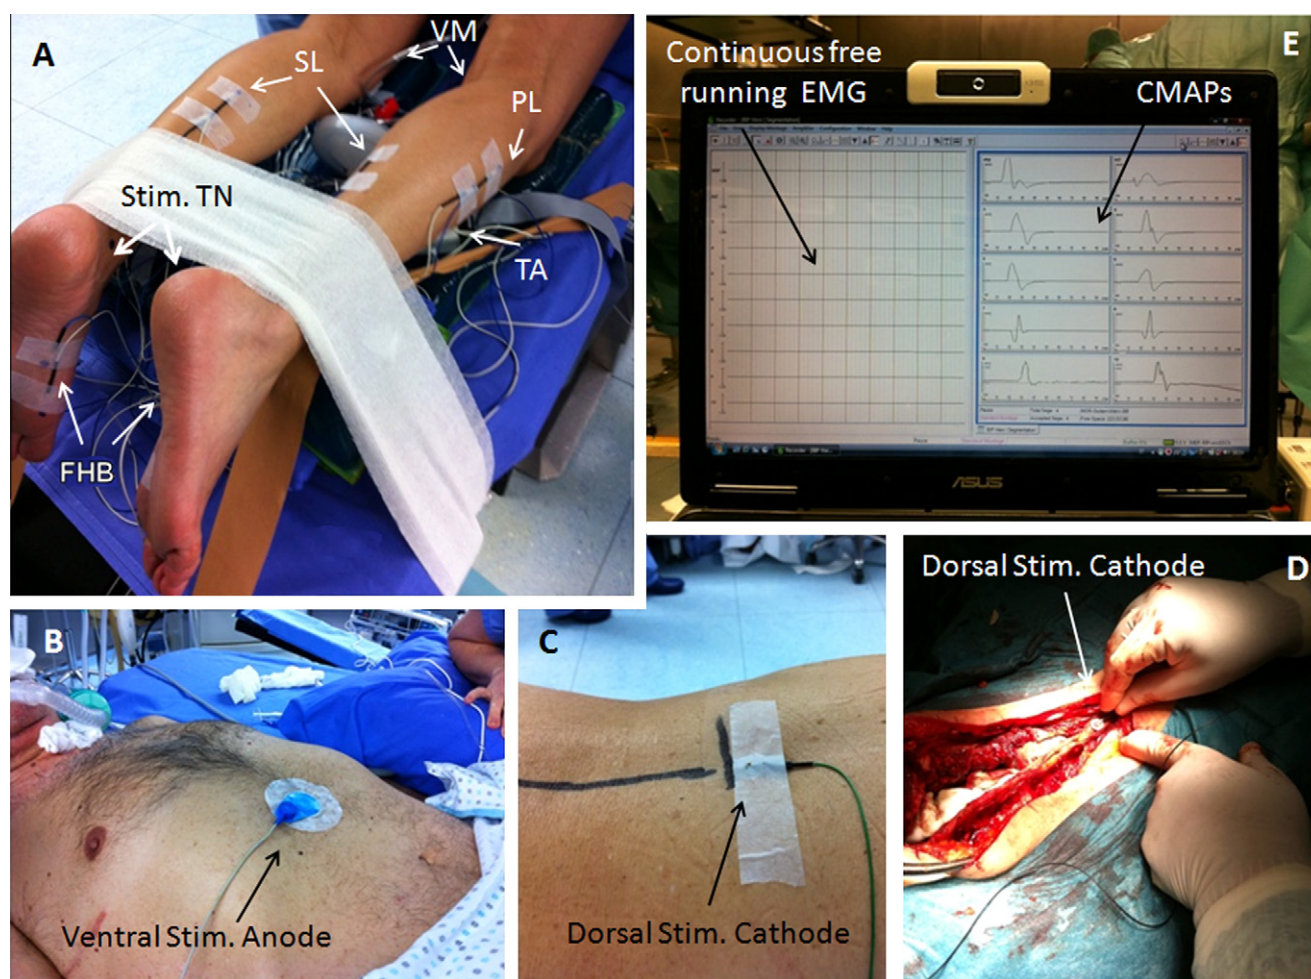 A
VM
SL
PL
Stim. TN
TA
FHB
E
Continuous free
running EMG
CMAPs
ASUS
B
Ventral Stim. Anode
C
Dorsal Stim. Cathode
Dorsal Stim. Cathode
D